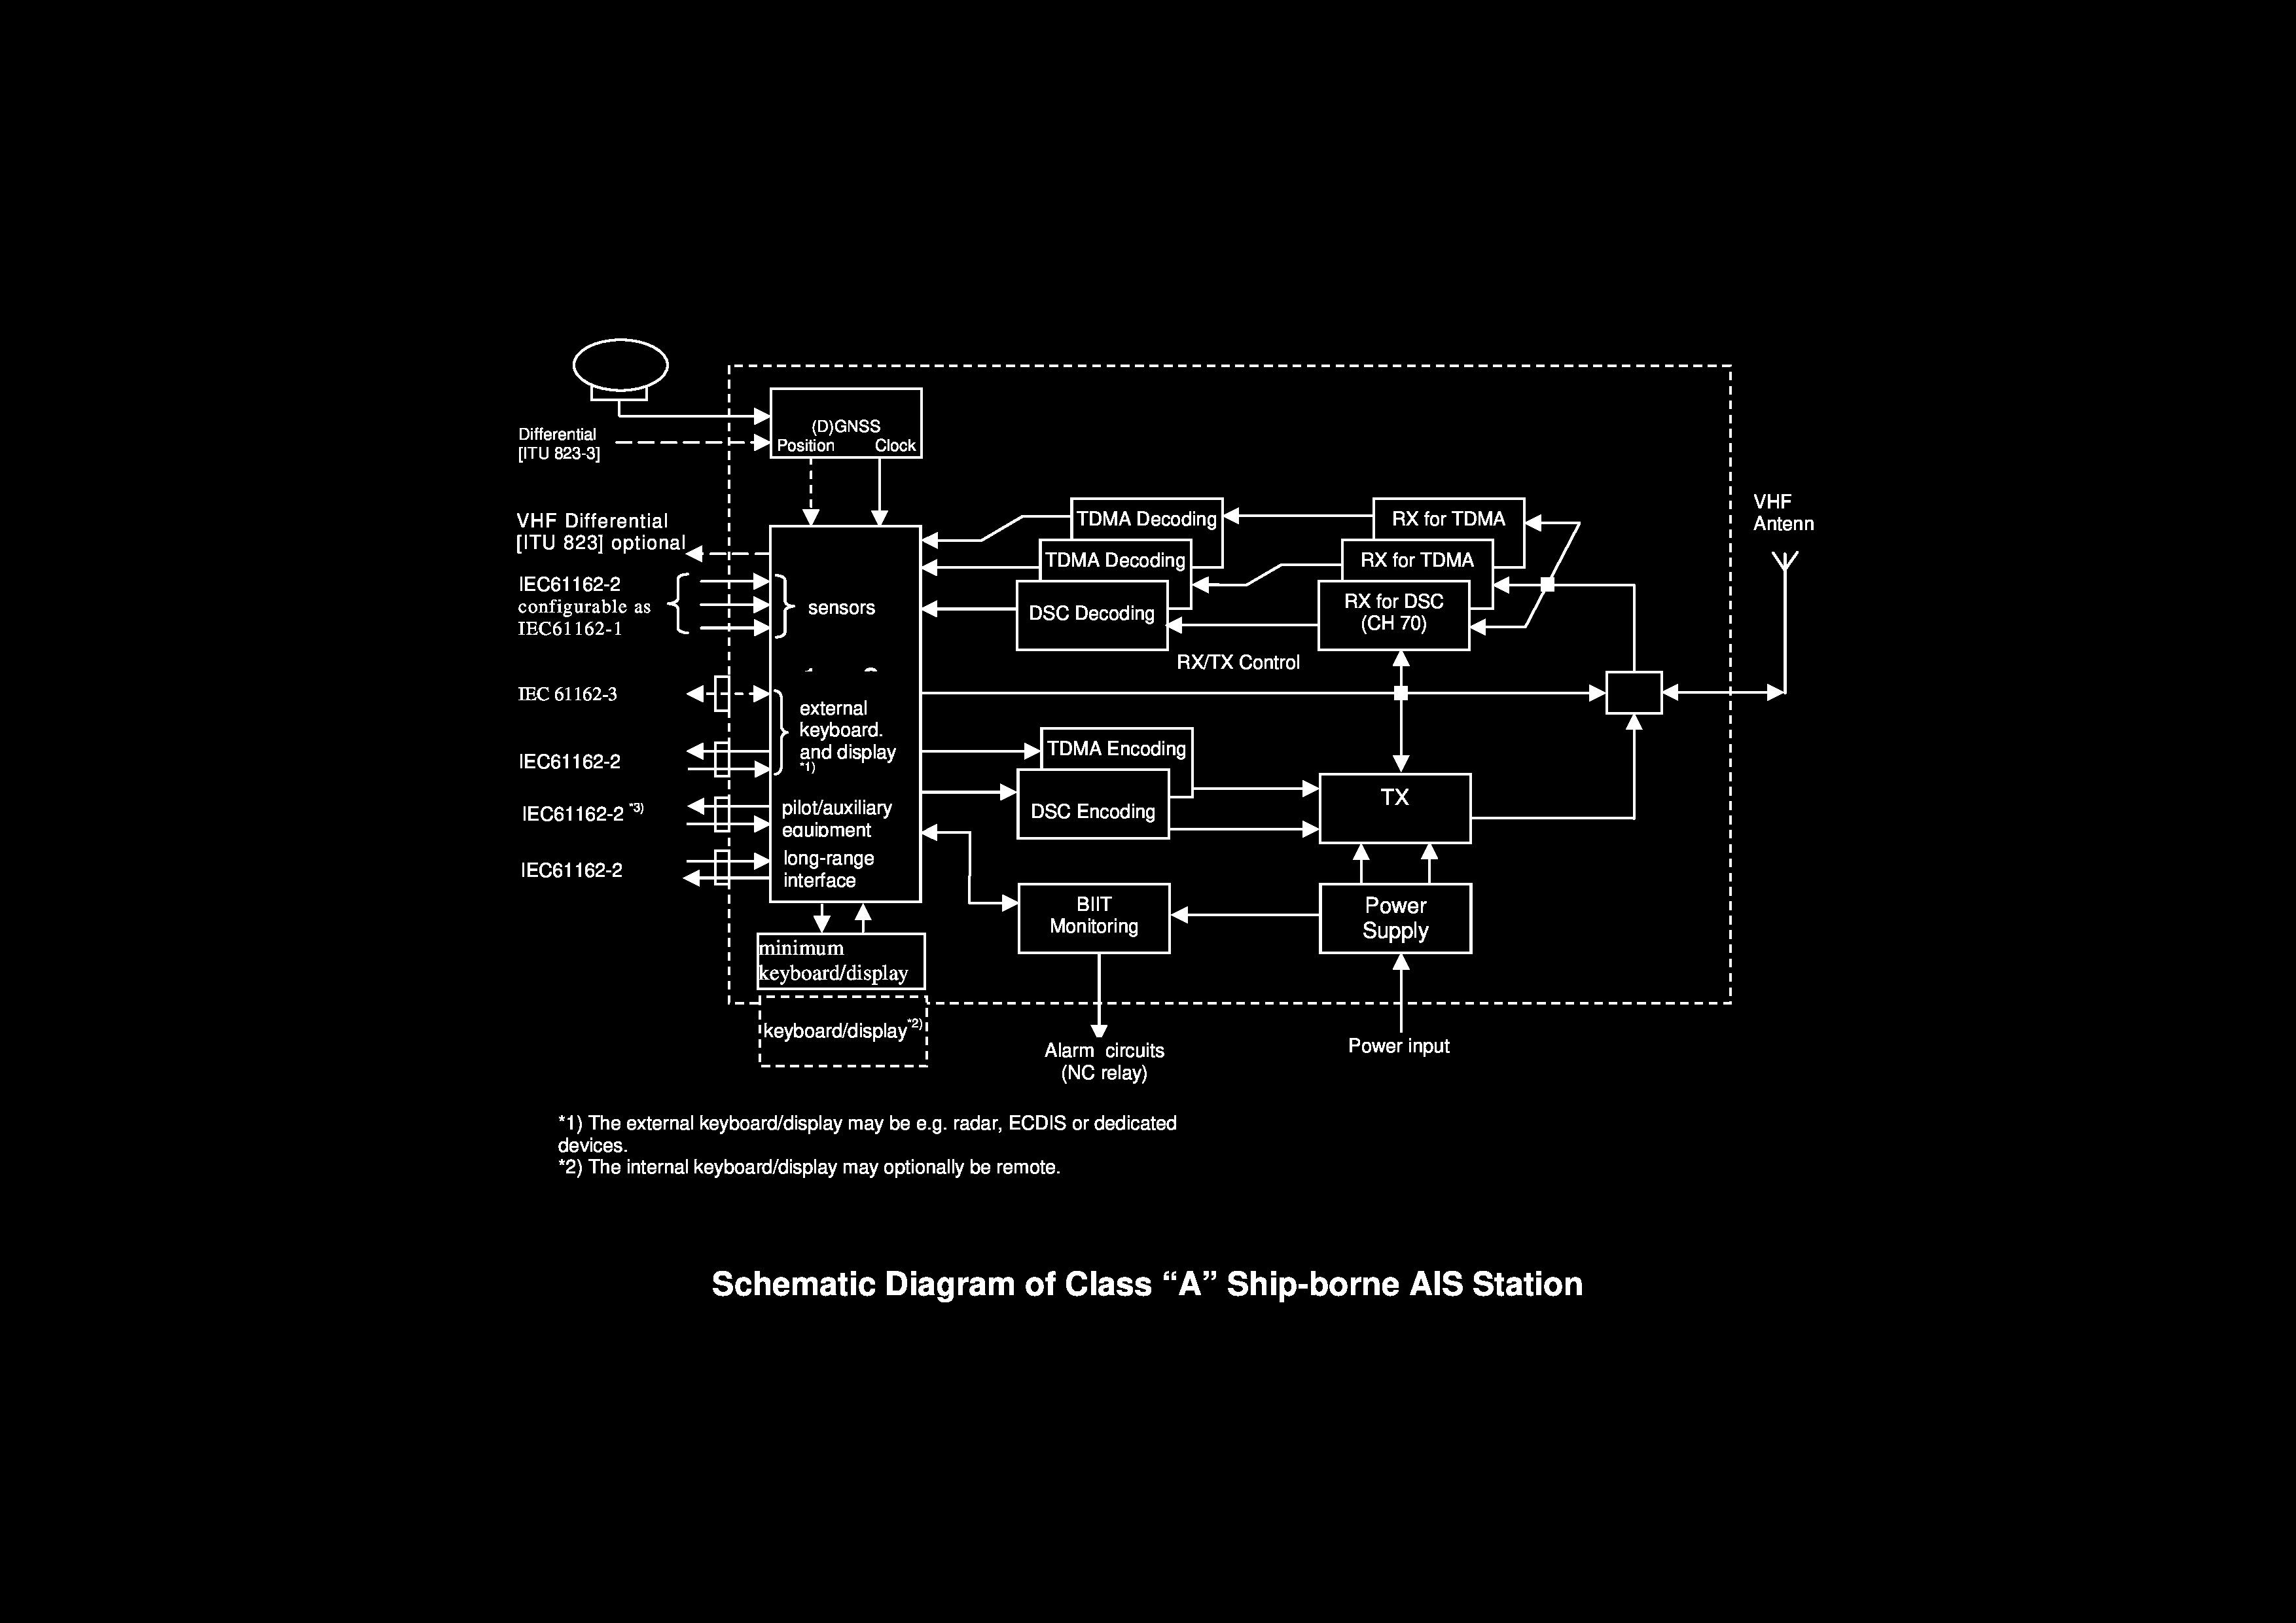 (D)GNSS
Position Clock
Differential
[ITU 823-3]
VHF Differential
[ITU 823] optional
IEC61162-2
configurable as
IEC61162-1
sensors
TDMA Decoding
TDMA Decoding
DSC Decoding
RX for TDMA
RX for TDMA
RX for DSC
(CH 70)
VHF
Antenn
RX/TX Control
IEC 61162-3
external
keyboard.
and display
*1)
IEC61162-2
TDMA Encoding
DSC Encoding
TX
IEC61162-2 *3)
pilot/auxiliary
equipment
IEC61162-2
long-range
interface
BIIT
Monitoring
Power
Supply
minimum
keyboard/display
keyboard/display*2)
Alarm circuits
(NC relay)
Power input
*1) The external keyboard/display may be e.g. radar, ECDIS or dedicated
devices.
*2) The internal keyboard/display may optionally be remote.
Schematic Diagram of Class “A” Ship-borne AIS Station